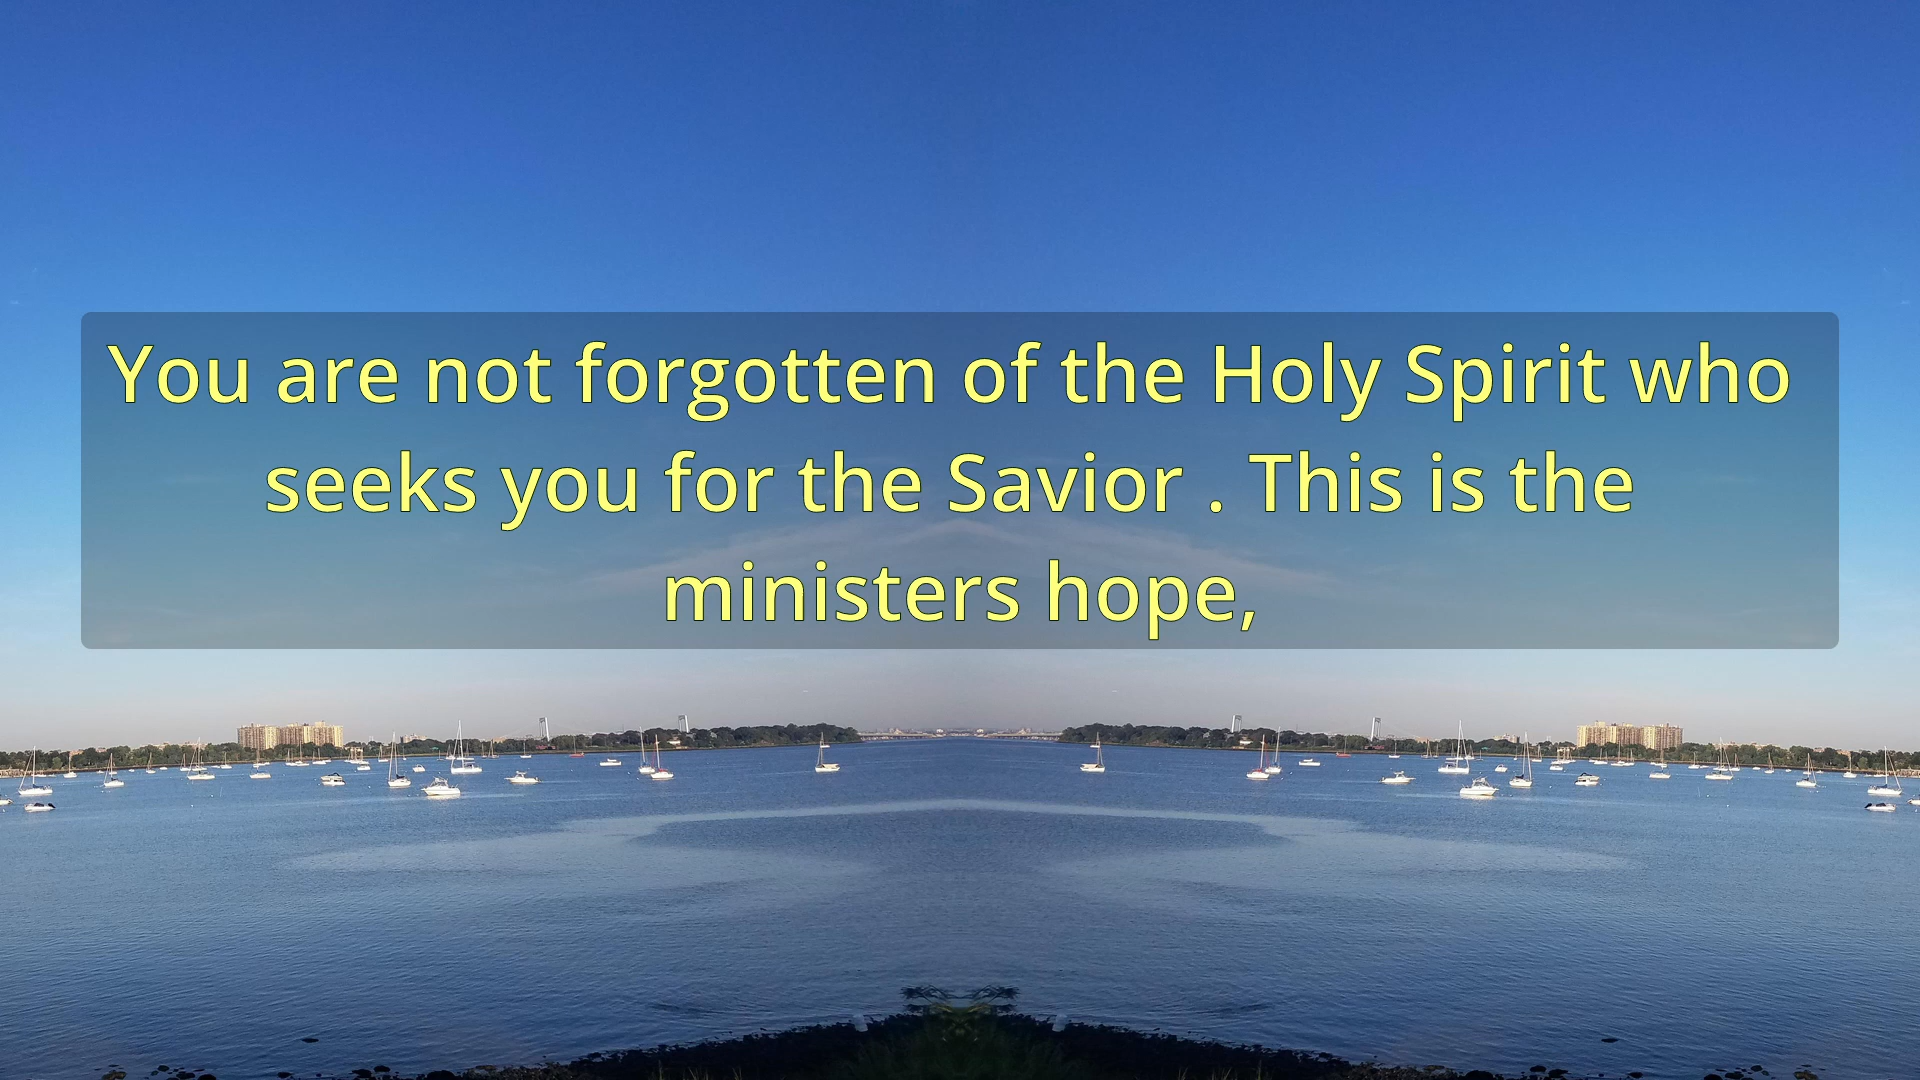 You are not forgotten of the Holy Spirit who
seeks you for the Savior . This is the
ministers hope,